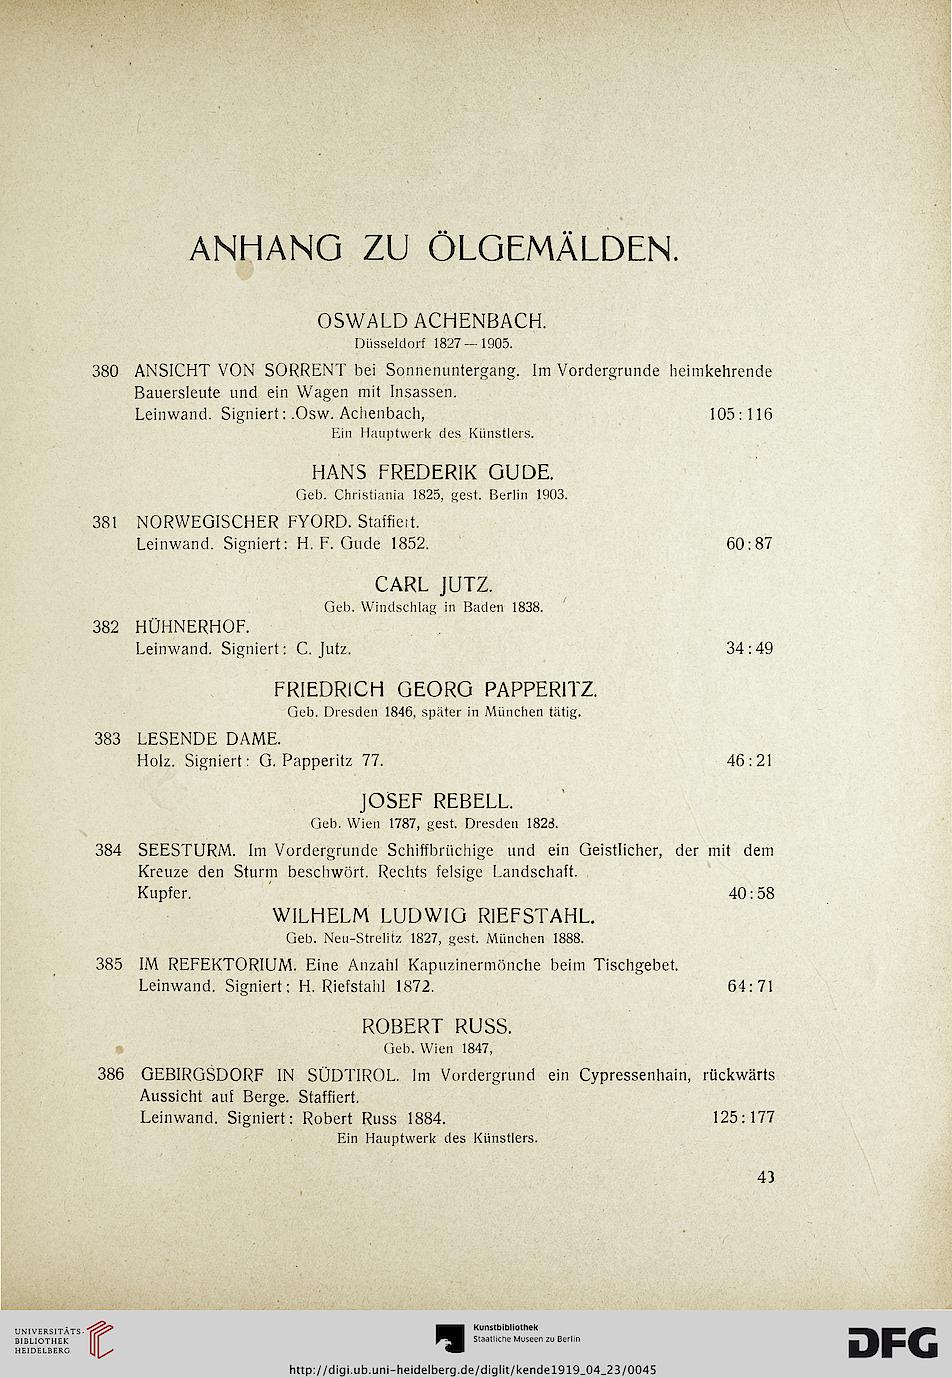 ANHANG ZU ÖLGEMÄLDEN.
OSWALD ACHENBACH.
Düsseldorf 1827 — 1905.
380 ANSICHT VON SORRENT bei Sonnenuntergang. Im Vordergrunde heimkehrende
Bauersleute und ein Wagen mit Insassen.
Leinwand. Signiert: .Osw. Achenbach, 105 : 116
Ein Hauptwerk des Künstlers.
HANS FREDERIK GUDE.
Geb. Christiania 1825, gest. Berlin 1903.
381 NORWEGISCHER FYORD. Staffiert.
Leinwand. Signiert: H. F. Gude 1852. 60 : 87
CARL JUTZ.
Geb. Windschlag in Baden 1838.
382 HÜHNERHOF.
Leinwand. Signiert: C. Jutz. 34 : 49
FRIEDRICH GEORG PAPPERITZ.
Geb. Dresden 1846, später in München tätig.
383 LESENDE DAME.
Holz. Signiert: G. Papperitz 77. 46 : 21
JOSEF REBELL.
Geb. Wien 1787, gest. Dresden 1828.
384 SEESTURM. Im Vordergrunde Schiffbrüchige und ein Geistlicher, der mit dem
Kreuze den Sturm beschwört. Rechts felsige Landschaft.
Kupfer. 40 : 58
WILHELM LUDWIG RIEFSTAHL.
Geb. Neu-Strelitz 1827, gest. München 1888.
385 IM REFEKTORIUM. Eine Anzahl Kapuzinermönche beim Tischgebet.
Leinwand. Signiert: H. Riefstahl 1872. 64 : 71
ROBERT RUSS.
Geb. Wien 1847,
386 GEBIRGSDORF IN SÜDTIROL. Im Vordergrund ein Cypressenhain, rückwärts
Aussicht auf Berge. Staffiert.
Leinwand. Signiert: Robert Russ 1884. 125 : 177
Ein Hauptwerk des Künstlers.
43
UNIVERSITÄTS-
BIBLIOTHEK
HEIDELBERG
Kunstbibliothek
Staatliche Museen zu Berlin
DFG
http://digi.ub.uni-heidelberg.de/diglit/kende1919_04_23/0045